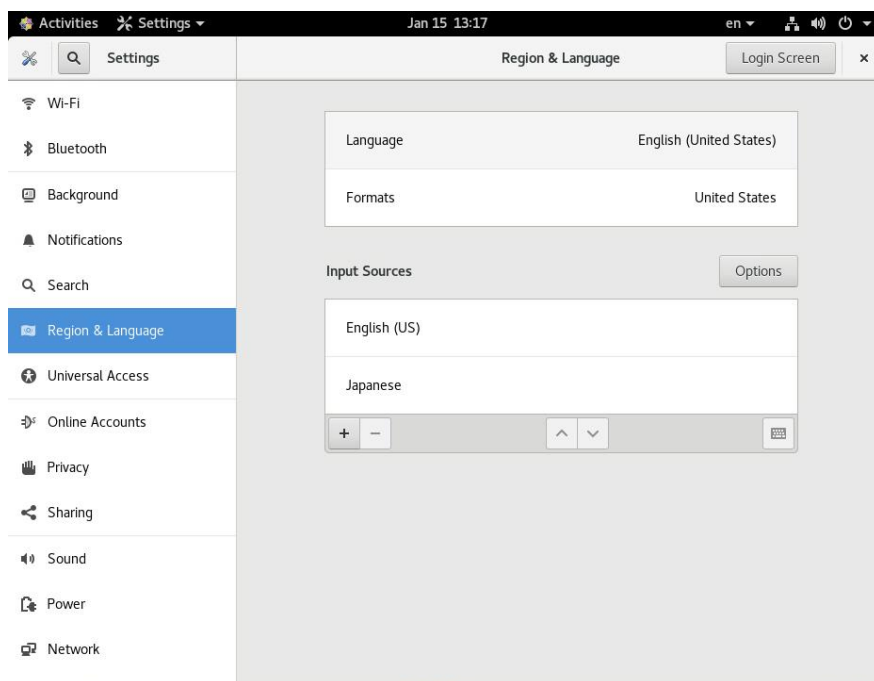 Activities Settings Jan 15 13:17 en
Settings Region & Language Login Screen
Wi-Fi
Bluetooth
Background
Notifications
Search
Region & Language
Universal Access
Online Accounts
Privacy
Sharing
Sound
Power
Network
Language English (United States)
Formats United States
Input Sources Options
English (US)
Japanese